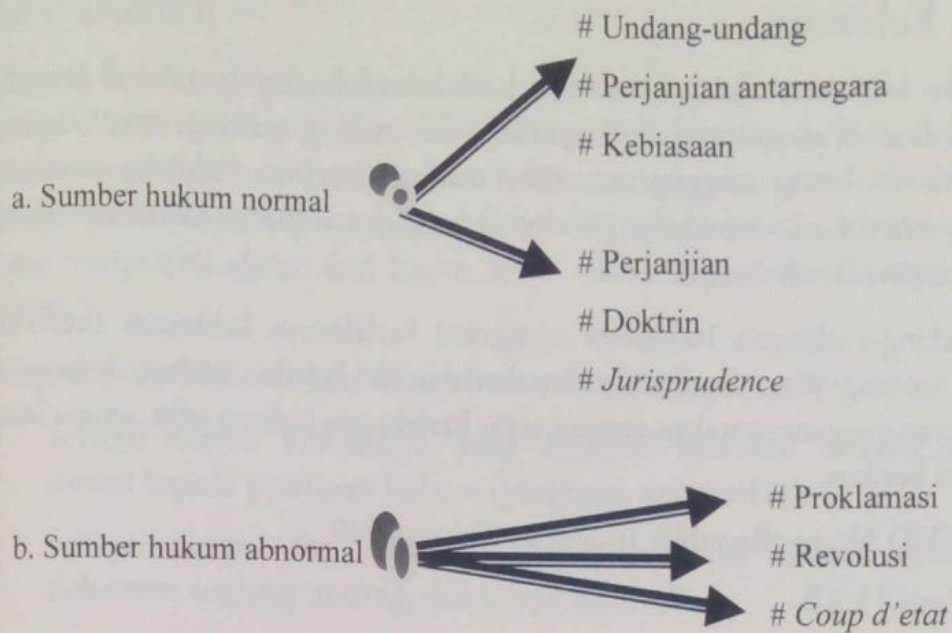 # Undang-undang
# Perjanjian antarnegara
# Kebiasaan
a. Sumber hukum normal
# Perjanjian
# Doktrin
# Jurisprudence
# Proklamasi
b. Sumber hukum abnormal
# Revolusi
# Coup d'etat